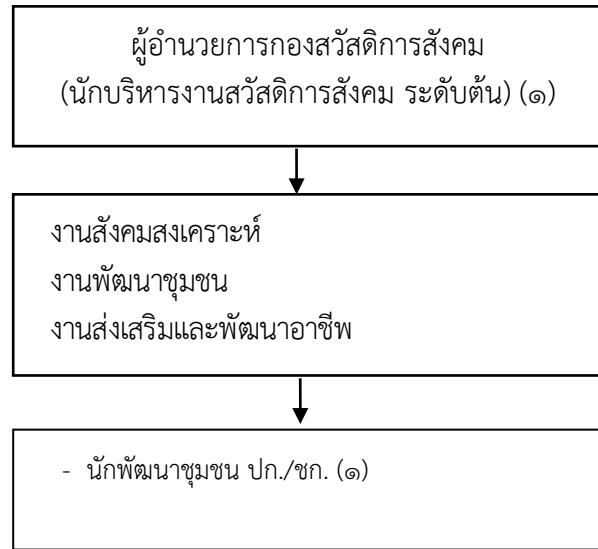 ผู้อำนวยการกองสวัสดิการสังคม
(นักบริหารงานสวัสดิการสังคม ระดับต้น) (๑)
งานสังคมสงเคราะห์
งานพัฒนาชุมชน
งานส่งเสริมและพัฒนาอาชีพ
- นักพัฒนาชุมชน ปก./ชก. (๑)